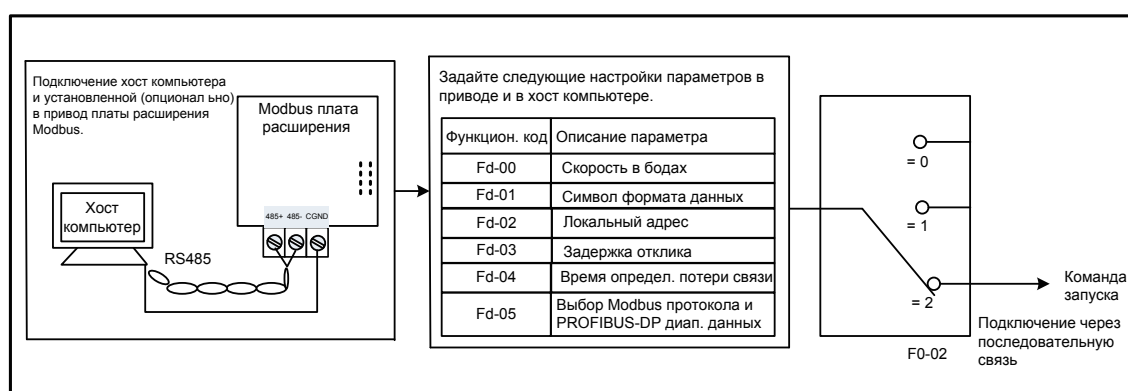 Подключение хост компьютера
и установленной (опционал ьно)
в привод платы расширения
Modbus.
Modbus плата
расширения
485+ 485- CGND
Хост
компьютер
RS485
Задайте следующие настройки параметров в
приводе и в хост компьютере.
Функцион. код Описание параметра
Fd-00 Скорость в бодах
Fd-01 Символ формата данных
Fd-02 Локальный адрес
Fd-03 Задержка отклика
Fd-04 Время определ. потери связи
Fd-05 Выбор Modbus протокола и
PROFIBUS-DP диап. данных
= 0
= 1
= 2
F0-02
Команда
запуска
Подключение через
последовательную
связь